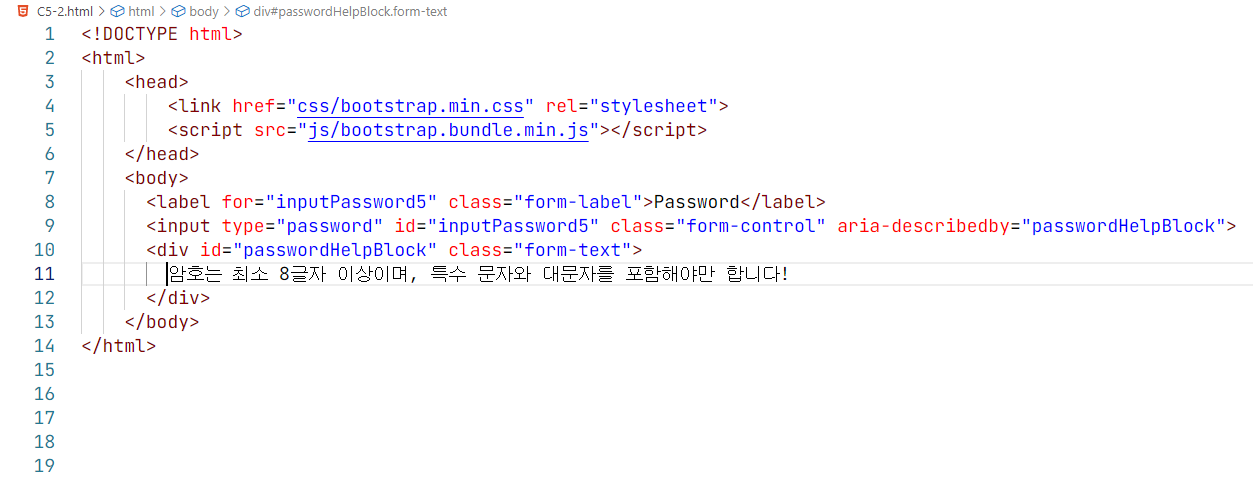 C5-2.html > html > body > div#passwordHelpBlock.form-text
1 <!DOCTYPE html>
2 <html>
3 <head>
4 <link href="css/bootstrap.min.css" rel="stylesheet">
5 <script src="js/bootstrap.bundle.min.js"></script>
6 </head>
7 <body>
8 <label for="inputPassword5" class="form-label">Password</label>
9 <input type="password" id="inputPassword5" class="form-control" aria-describedby="passwordHelpBlock">
10 <div id="passwordHelpBlock" class="form-text">
11 암호는 최소 8글자 이상이며, 특수 문자와 대문자를 포함해야만 합니다!
12 </div>
13 </body>
14 </html>
15
16
17
18
19